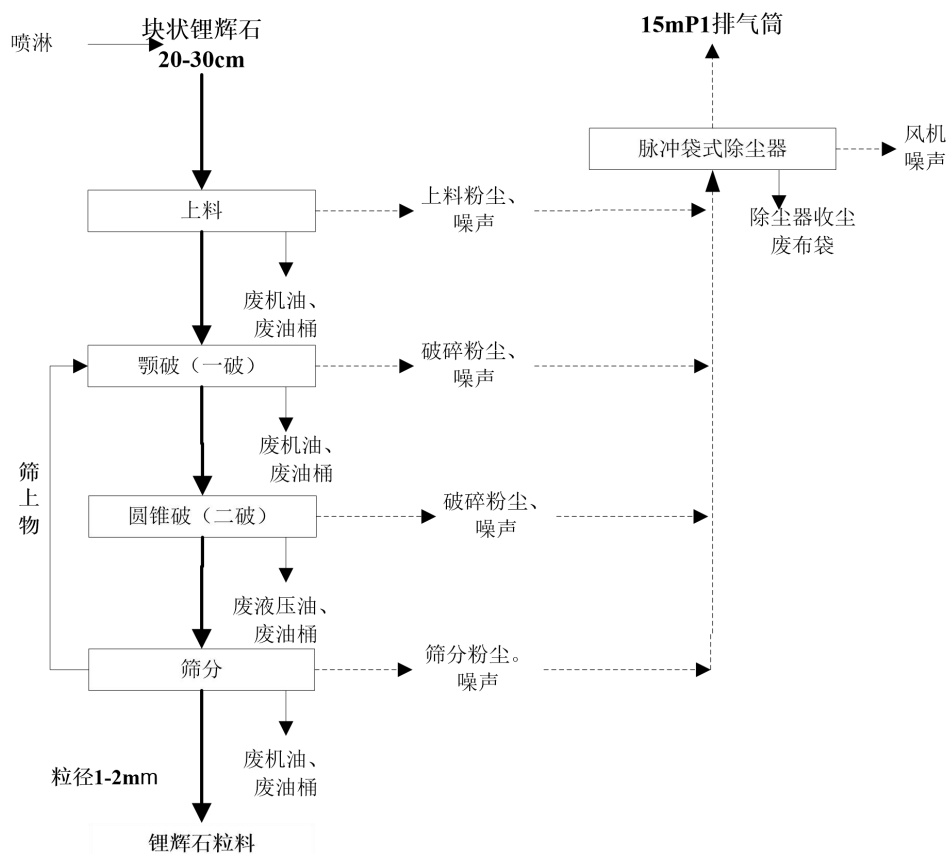 块状锂辉石
20-30cm
喷淋
15mP1排气筒
脉冲袋式除尘器
风机
噪声
除尘器收尘
废布袋
上料
上料粉尘、
噪声
废机油、
废油桶
颚破（一破）
破碎粉尘、
噪声
废机油、
废油桶
筛
上
物
圆锥破（二破）
破碎粉尘、
噪声
废液压油、
废油桶
筛分
筛分粉尘。
噪声
废机油、
废油桶
粒径1-2mm
锂辉石粒料